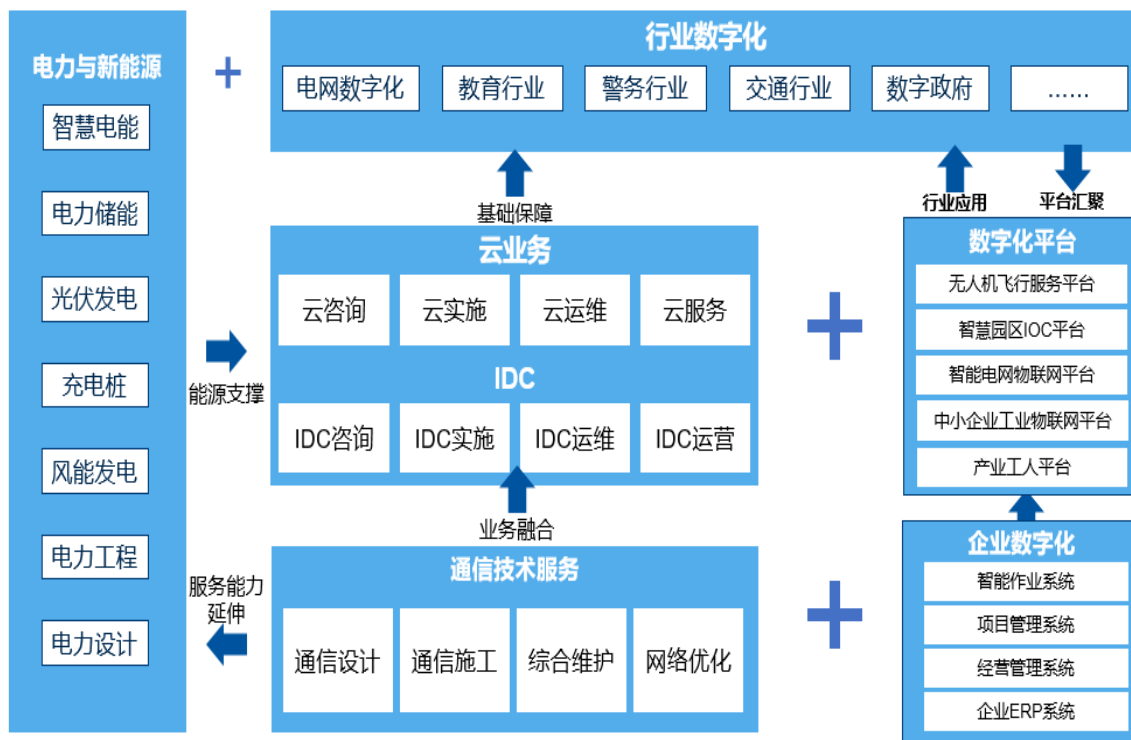 电力与新能源
智慧电能
电力储能
光伏发电
充电桩
风能发电
电力工程
电力设计
+
行业数字化
电网数字化
教育行业
警务行业
交通行业
数字政府
......
基础保障
行业应用
平台汇聚
云业务
云咨询
云实施
云运维
云服务
IDC
IDC咨询
IDC实施
IDC运维
IDC运营
能源支撑
+
数字化平台
无人机飞行服务平台
智慧园区IOC平台
智能电网物联网平台
中小企业工业物联网平台
产业工人平台
业务融合
服务能力
延伸
通信技术服务
通信设计
通信施工
综合维护
网络优化
+
企业数字化
智能作业系统
项目管理系统
经营管理系统
企业ERP系统